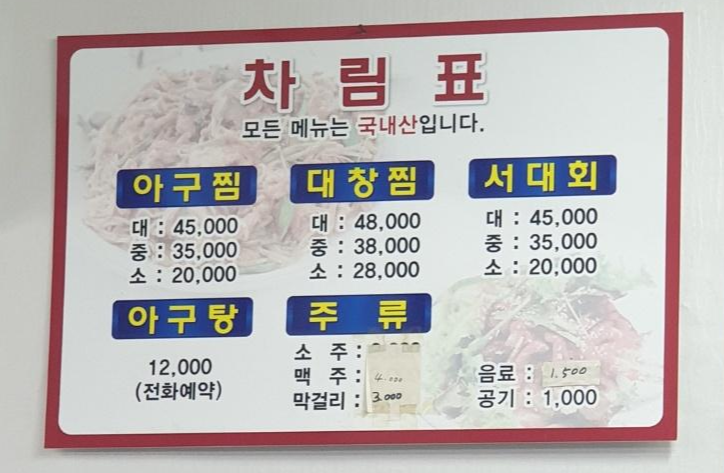 차림표
모든 메뉴는 국내산입니다.
아구찜
대 : 45,000
중 : 35,000
소 : 20,000
대창찜
대 : 48,000
중 : 38,000
소 : 28,000
서대회
대 : 45,000
중 : 35,000
소 : 20,000
아구탕
12,000
(전화예약)
주 류
소 주 :
맥 주 : 4.000
막걸리 : 3.000
음료 : 1.500
공기 : 1,000